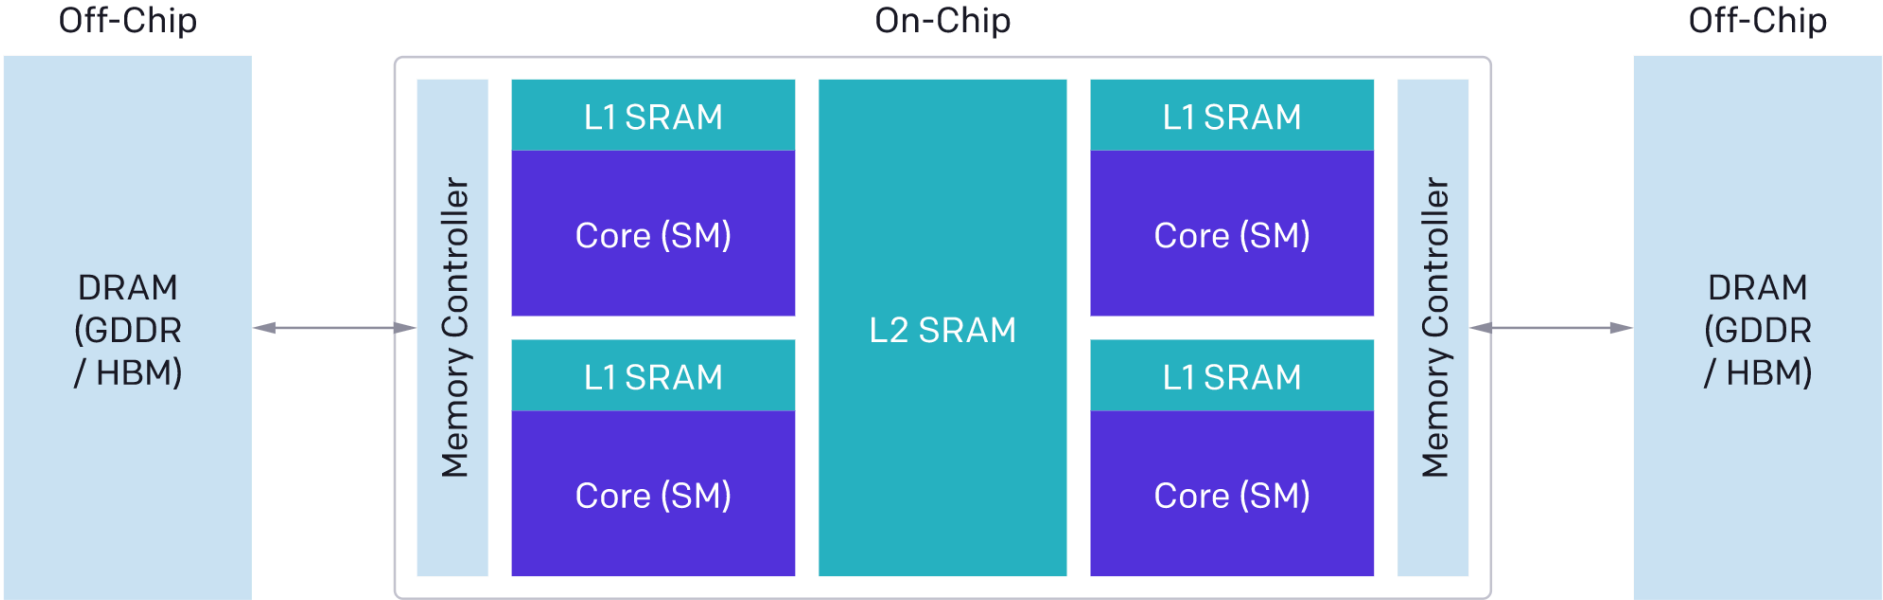 Off-Chip
On-Chip
Off-Chip
DRAM
(GDDR
/ HBM)
Memory Controller
L1 SRAM
Core (SM)
L1 SRAM
Core (SM)
L2 SRAM
L1 SRAM
Core (SM)
L1 SRAM
Core (SM)
Memory Controller
DRAM
(GDDR
/ HBM)